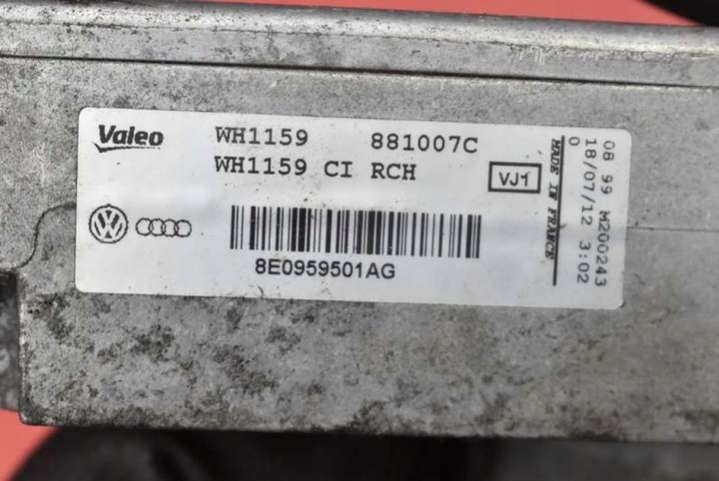 Valeo WH1159 881007C
WH1159 CI RCH
VJ1
8E0959501AG
MADE IN FRANCE
08 99 M200243
18/07/12 3:02
0